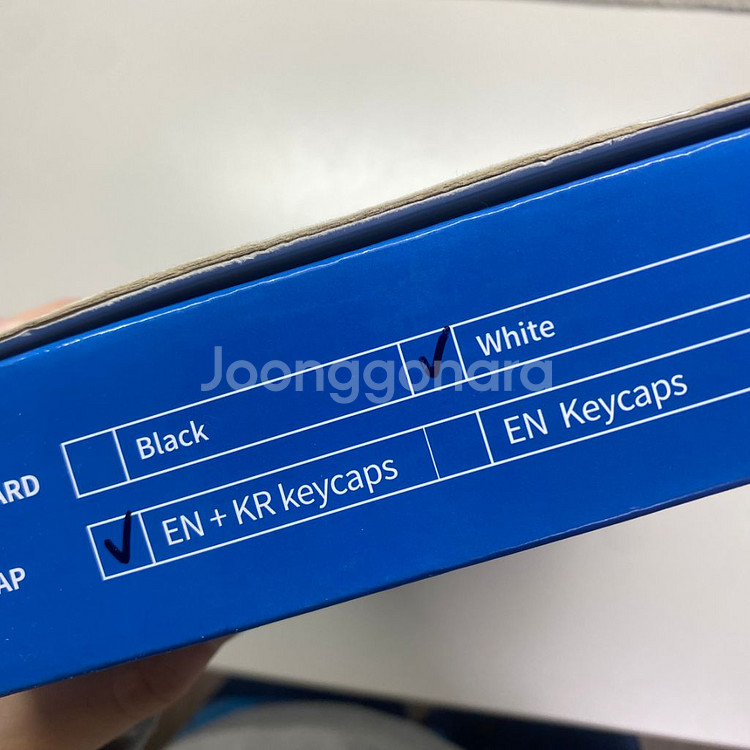 ARD Black ✓ White
AP ✓ EN + KR keycaps EN Keycaps
Joonggonara